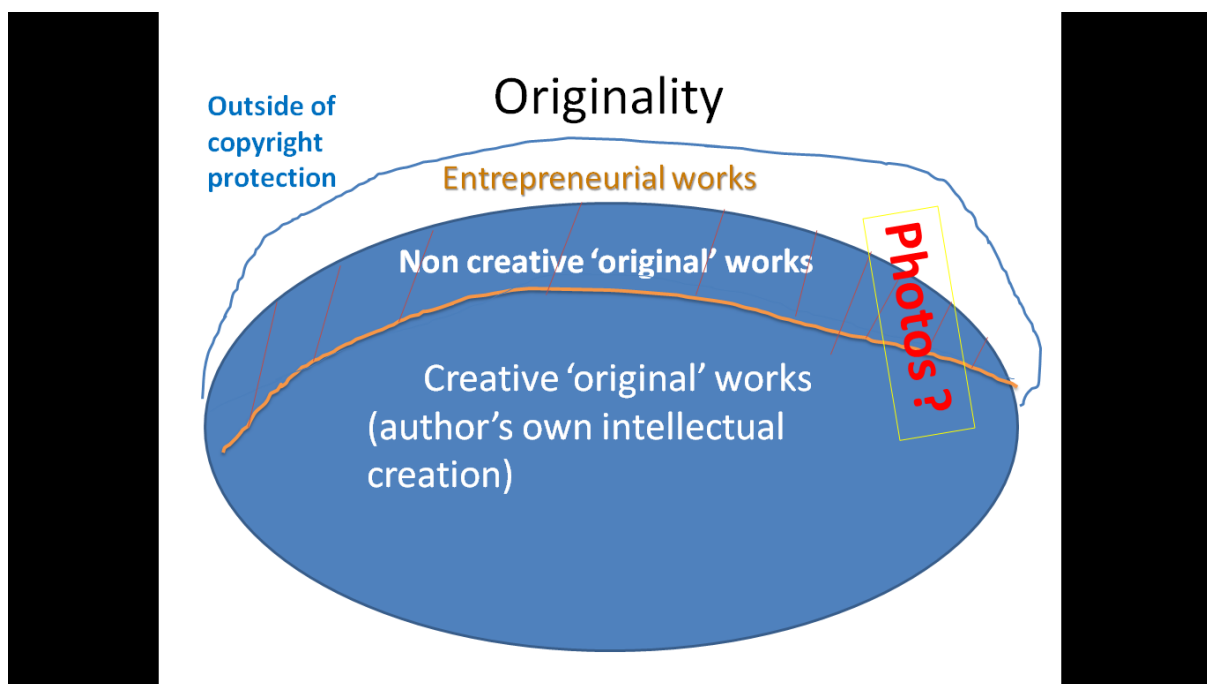 Originality
Outside of
copyright
protection
Entrepreneurial works
Non creative ‘original’ works
Photos ?
Creative ‘original’ works
(author’s own intellectual
creation)